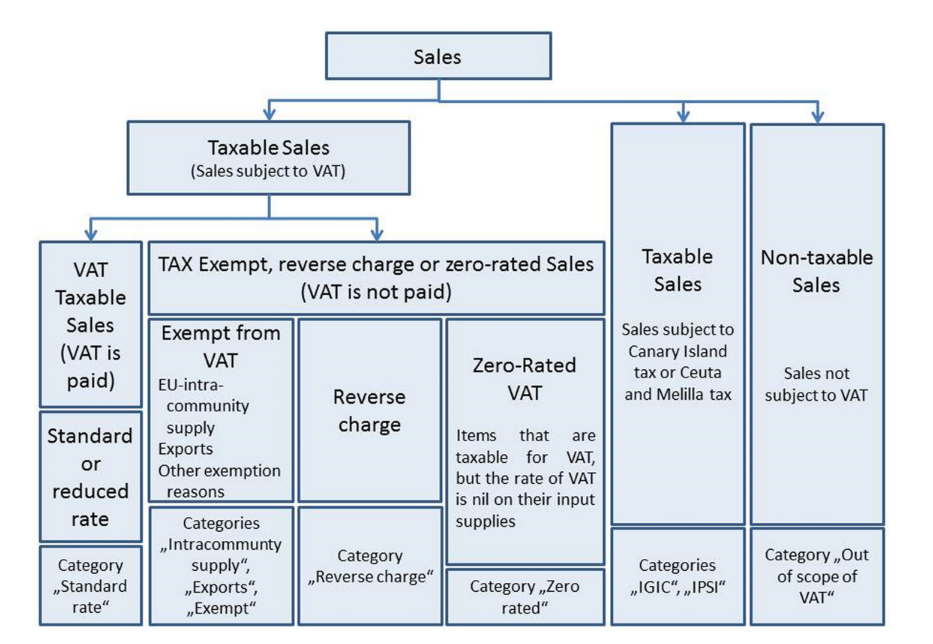 Sales
Taxable Sales
(Sales subject to VAT)
VAT
Taxable
Sales
(VAT is
paid)
Standard
or
reduced
rate
Category
„Standard
rate“
TAX Exempt, reverse charge or zero-rated Sales
(VAT is not paid)
Exempt from
VAT
EU-intra-
community
supply
Exports
Other exemption
reasons
Categories
„Intracommunty
supply“,
„Exports“,
„Exempt“
Reverse
charge
Category
„Reverse charge“
Zero-Rated
VAT
Items that are
taxable for VAT,
but the rate of VAT
is nil on their input
supplies
Category „Zero
rated“
Taxable
Sales
Sales subject to
Canary Island
tax or Ceuta
and Melilla tax
Categories
„IGIC“, „IPSI“
Non-taxable
Sales
Sales not
subject to VAT
Category „Out
of scope of
VAT“